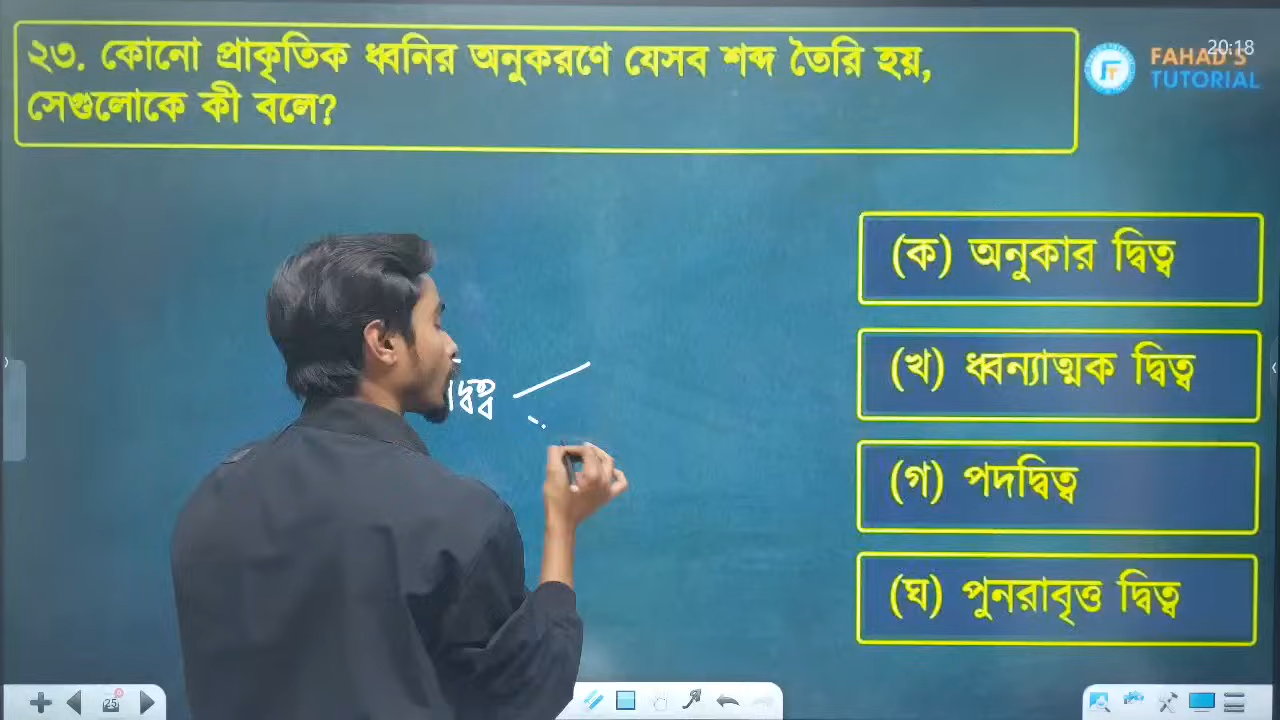 ২৩. কোনো প্রাকৃতিক ধ্বনির অনুকরণে যেসব শব্দ তৈরি হয়,
সেগুলোকে কী বলে?
20:18
FAHAD'S
TUTORIAL
(ক) অনুকার দ্বিত্ব
(খ) ধ্বন্যাত্মক দ্বিত্ব
দ্বিত্ব
(গ) পদদ্বিত্ব
(ঘ) পুনরাবৃত্ত দ্বিত্ব
25